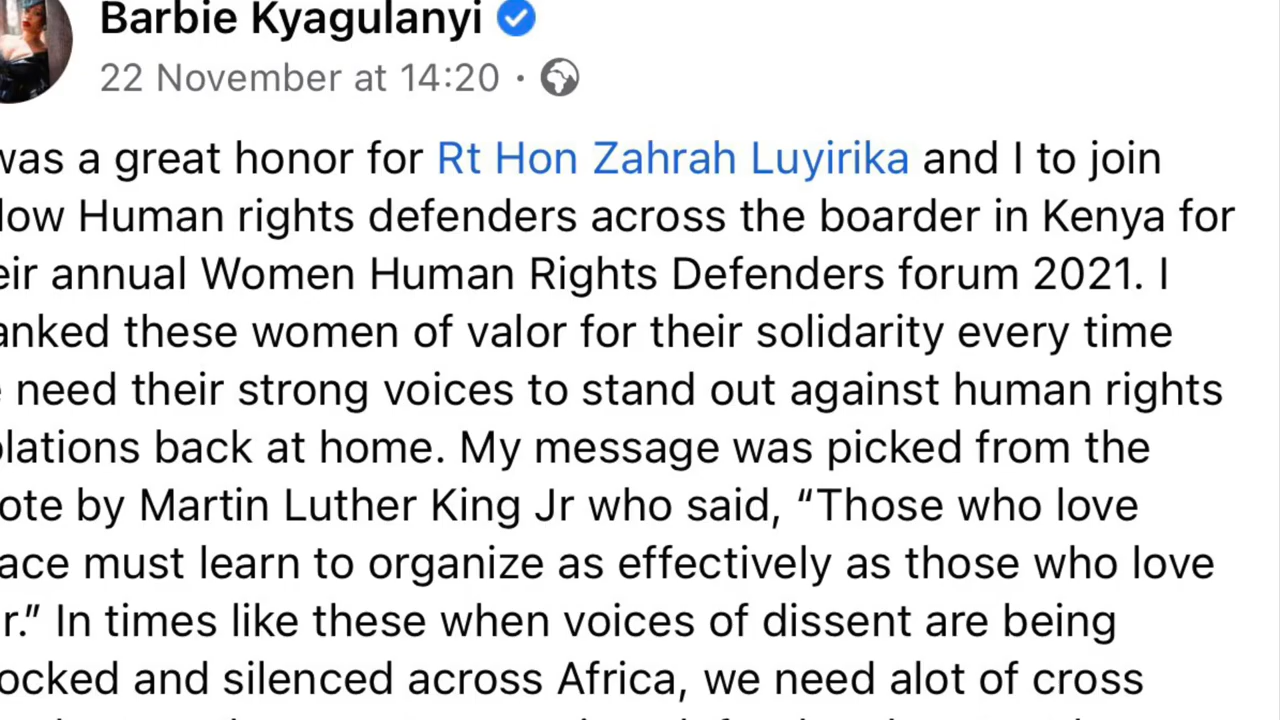 Barbie Kyagulanyi
22 November at 14:20 ·
was a great honor for Rt Hon Zahrah Luyirika and I to join
low Human rights defenders across the boarder in Kenya for
eir annual Women Human Rights Defenders forum 2021. I
anked these women of valor for their solidarity every time
e need their strong voices to stand out against human rights
olations back at home. My message was picked from the
ote by Martin Luther King Jr who said, “Those who love
ace must learn to organize as effectively as those who love
r.” In times like these when voices of dissent are being
ocked and silenced across Africa, we need alot of cross